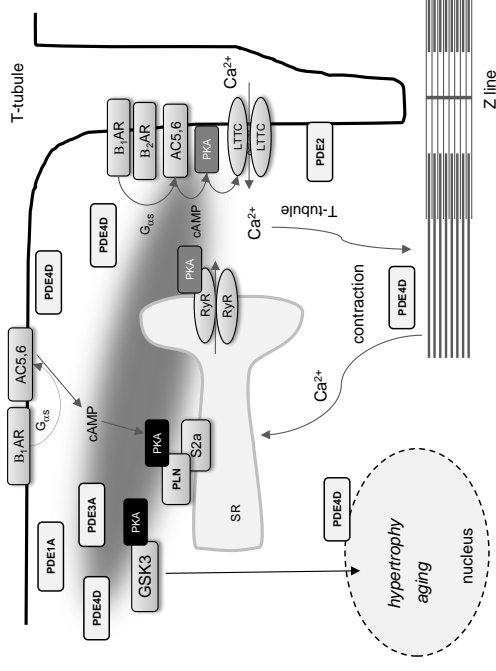 T-tubule
B₁AR
AC5,6
Gαs
PDE1A
PDE4D
PDE3A
cAMP
PDE4D
PDE4D
B₁AR
B₂AR
Gαs
AC5,6
PKA
GSK3
PKA
PLN
S2a
PKA
cAMP
PKA
RyR
RyR
LTTC
LTTC
Ca²⁺
SR
Ca²⁺
T-tubule
PDE2
Ca²⁺
PDE4D
contraction
PDE4D
hypertrophy
aging
nucleus
Z line